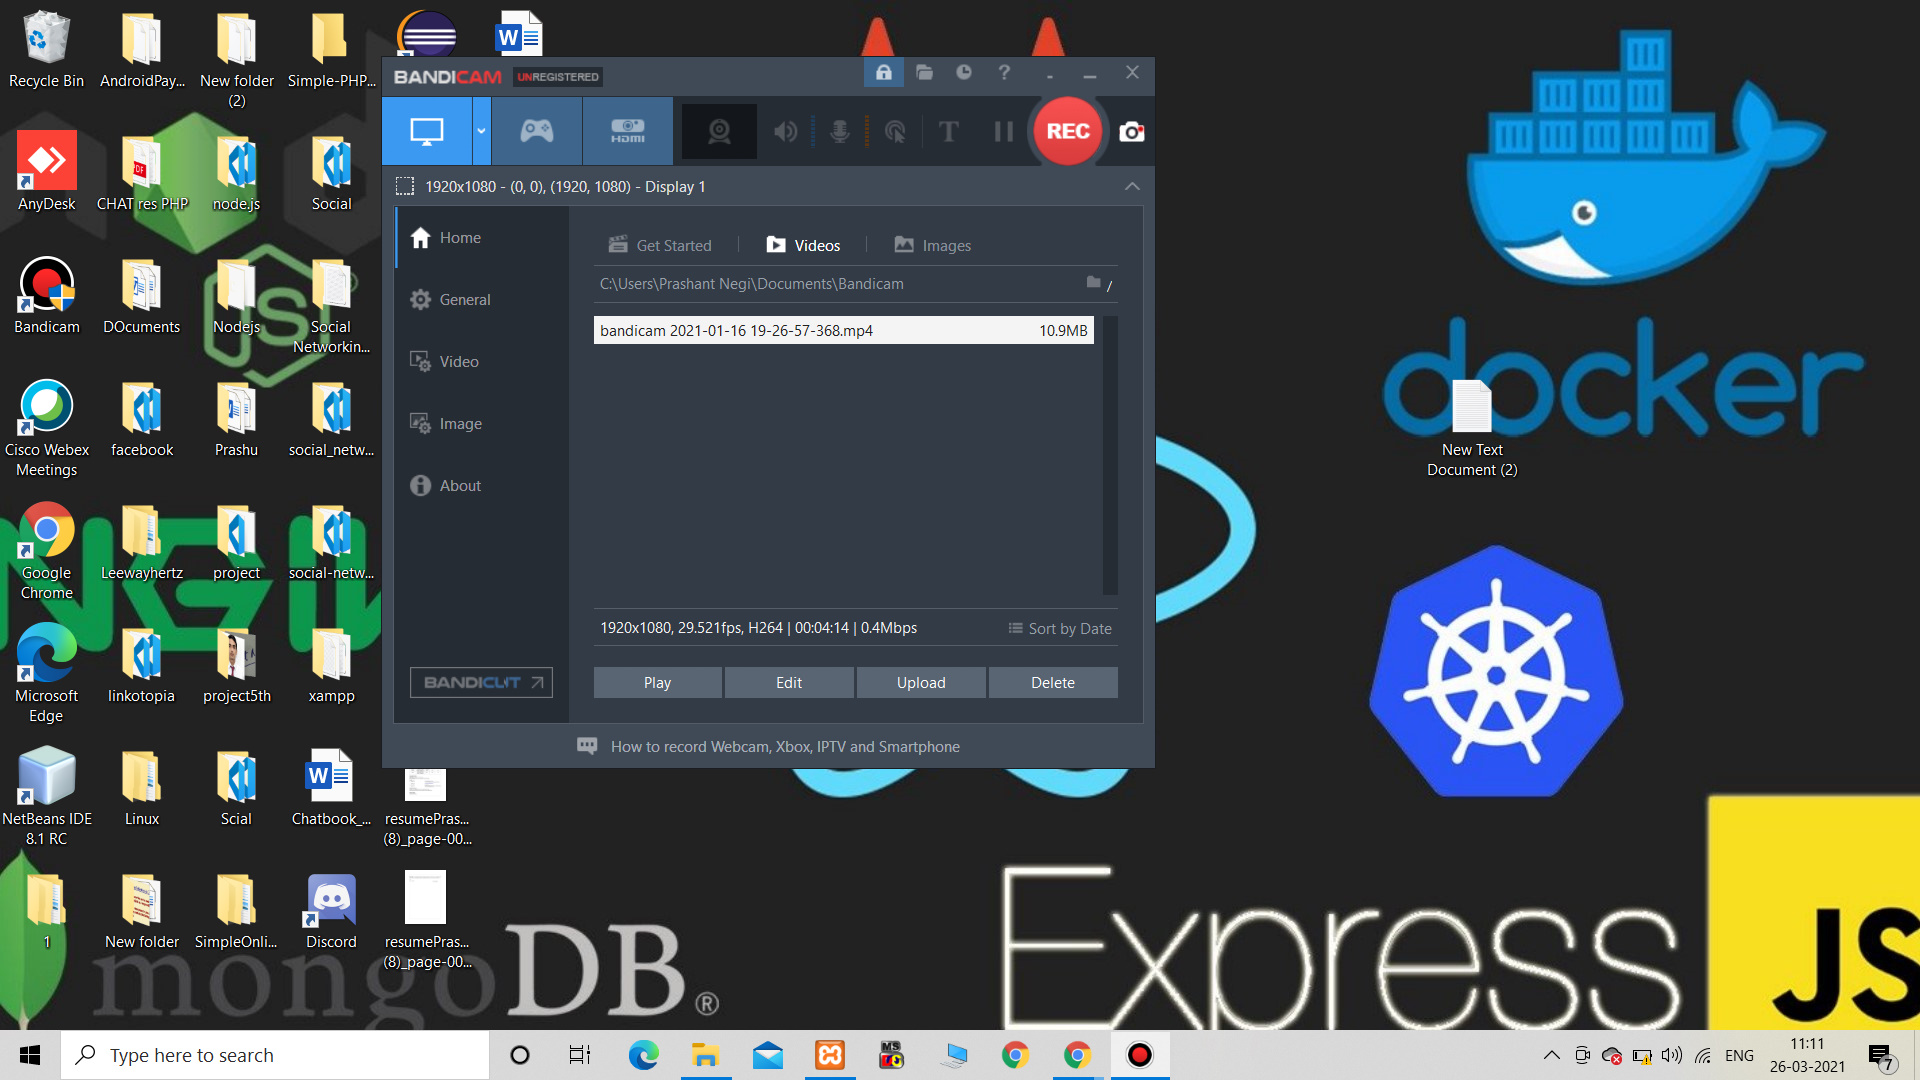 Recycle Bin
AndroidPay...
New folder
(2)
Simple-PHP...
AnyDesk
CHAT res PHP
node.js
Social
Bandicam
DOcuments
Nodejs
Social
Networkin...
Cisco Webex
Meetings
facebook
Prashu
social_netw...
Google
Chrome
Leewayhertz
project
social-netw...
Microsoft
Edge
linkotopia
project5th
xampp
NetBeans IDE
8.1 RC
Linux
Scial
Chatbook_...
resumePras...
(8)_page-00...
1
New folder
SimpleOnli...
Discord
resumePras...
(8)_page-00...
BANDICAM UNREGISTERED
HDMI
REC
1920x1080 - (0, 0), (1920, 1080) - Display 1
Home
General
Video
Image
About
BANDICUT
Get Started
Videos
Images
C:\Users\Prashant Negi\Documents\Bandicam
bandicam 2021-01-16 19-26-57-368.mp4 10.9MB
1920x1080, 29.521fps, H264 | 00:04:14 | 0.4Mbps
Sort by Date
Play
Edit
Upload
Delete
How to record Webcam, Xbox, IPTV and Smartphone
docker
New Text
Document (2)
mongoDB®
Express
JS
Type here to search
ENG
11:11
26-03-2021
7